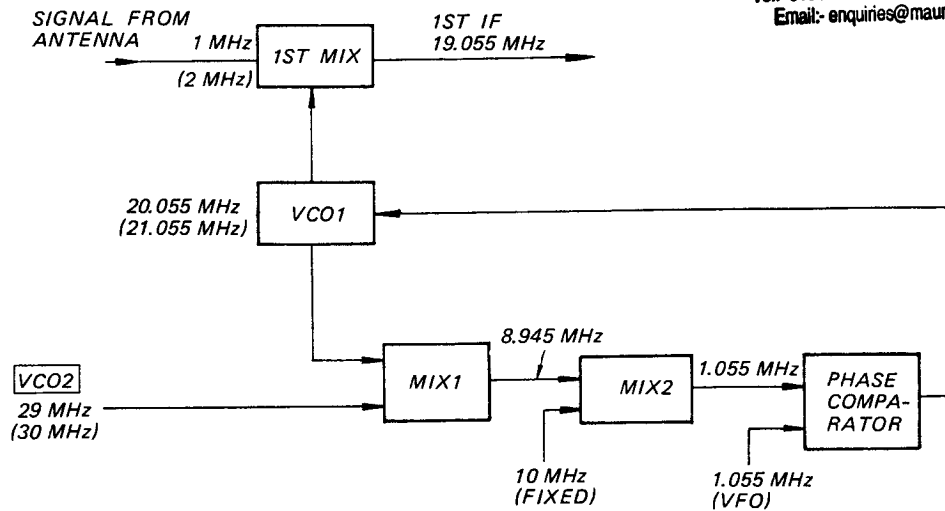 Email:- enquiries@maur
SIGNAL FROM
ANTENNA
1 MHz
(2 MHz)
1ST MIX
1ST IF
19.055 MHz
20.055 MHz
(21.055 MHz)
VCO1
VCO2
29 MHz
(30 MHz)
MIX1
8.945 MHz
MIX2
10 MHz
(FIXED)
1.055 MHz
PHASE
COMPA-
RATOR
1.055 MHz
(VFO)